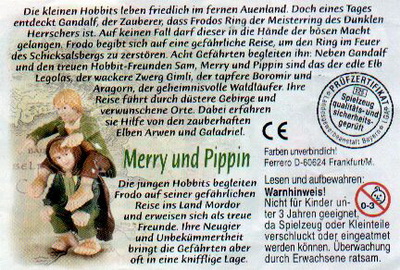 Die kleinen Hobbits leben friedlich im fernen Auenland. Doch eines Tages
entdeckt Gandalf, der Zauberer, dass Frodos Ring der Meisterring des Dunklen
Herrschers ist. Auf keinen Fall darf dieser in die Hände der bösen Macht
gelangen. Frodo begibt sich auf eine gefährliche Reise, um den Ring im Feuer
des Schicksalsbergs zu zerstören. Acht Gefährten begleiten ihn: Neben Gandalf
und den treuen Hobbit-Freunden Sam, Merry und Pippin sind das der edle Elb
Legolas, der wackere Zwerg Gimli, der tapfere Boromir und
Aragorn, der geheimnisvolle Waldläufer. Ihre
Reise führt durch düstere Gebirge und
verwunschene Orte. Dabei erfahren
sie Hilfe von den zauberhaften
Elben Arwen und Galadriel.
PRÜFZERTIFIKAT
Spielzeug
qualitäts- und
sicherheits-
geprüft
Landesgewerbeanstalt Bayern (LGA)
CE
Farben unverbindlich!
Ferrero D-60624 Frankfurt/M.
Merry und Pippin
Die jungen Hobbits begleiten
Frodo auf seiner gefährlichen
Reise ins Land Mordor
und erweisen sich als treue
Freunde. Ihre Neugier
und Unbekümmertheit
bringt die Gefährten aber
oft in eine knifflige Lage.
Lesen und aufbewahren:
Warnhinweis!
Nicht für Kinder un-
ter 3 Jahren geeignet,
da Spielzeug oder Kleinteile
verschluckt oder eingeatmet
werden können. Überwachung
durch Erwachsene ratsam.
0-3